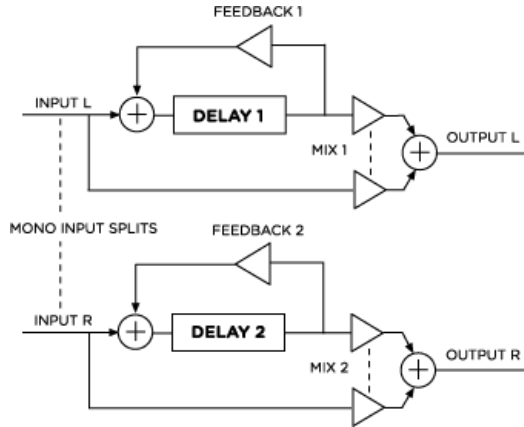 FEEDBACK 1
INPUT L
DELAY 1
OUTPUT L
MIX 1
MONO INPUT SPLITS
FEEDBACK 2
INPUT R
DELAY 2
OUTPUT R
MIX 2